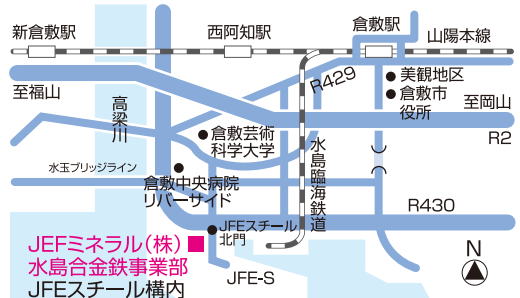 新倉敷駅
西阿知駅
倉敷駅
山陽本線
R429
美観地区
倉敷市
役所
至福山
至岡山
R2
高梁川
倉敷芸術
科学大学
水島臨海鉄道
水玉ブリッジライン
倉敷中央病院
リバーサイド
R430
JFEスチール
北門
JEFミネラル(株)
水島合金鉄事業部
JFEスチール構内
JFE-S
N